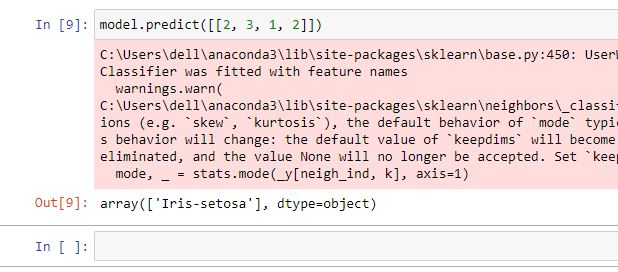 In [9]: model.predict([[2, 3, 1, 2]])
C:\Users\dell\anaconda3\lib\site-packages\sklearn\base.py:450: User
Classifier was fitted with feature names
warnings.warn(
C:\Users\dell\anaconda3\lib\site-packages\sklearn\neighbors\_classi
ions (e.g. `skew`, `kurtosis`), the default behavior of `mode` typi
s behavior will change: the default value of `keepdims` will become
eliminated, and the value None will no longer be accepted. Set `kee
mode, _ = stats.mode(_y[neigh_ind, k], axis=1)
Out[9]: array(['Iris-setosa'], dtype=object)
In [ ]: